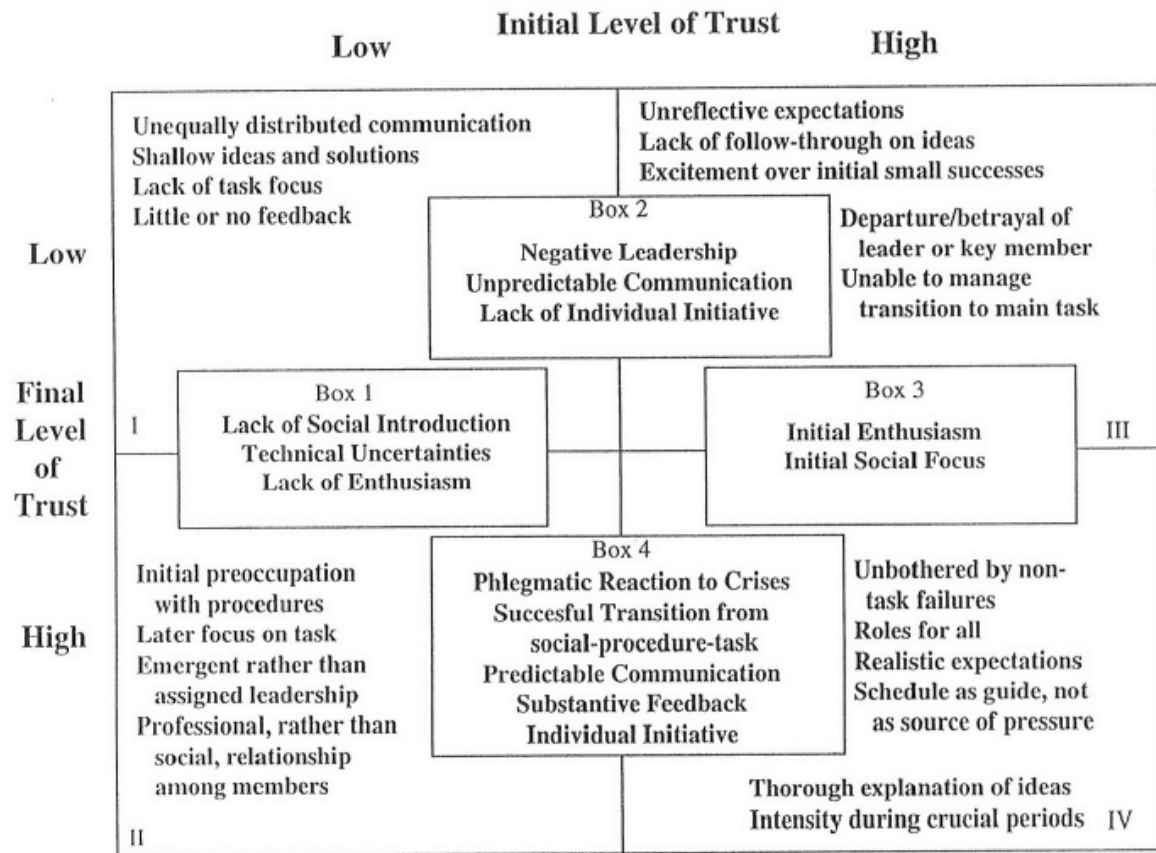 Initial Level of Trust
Low
High
Unequally distributed communication
Shallow ideas and solutions
Lack of task focus
Little or no feedback
Unreflective expectations
Lack of follow-through on ideas
Excitement over initial small successes
Departure/betrayal of
leader or key member
Unable to manage
transition to main task
Low
Box 2
Negative Leadership
Unpredictable Communication
Lack of Individual Initiative
Final
Level
of
Trust
I
Box 1
Lack of Social Introduction
Technical Uncertainties
Lack of Enthusiasm
Box 3
Initial Enthusiasm
Initial Social Focus
III
High
Initial preoccupation
with procedures
Later focus on task
Emergent rather than
assigned leadership
Professional, rather than
social, relationship
among members
II
Box 4
Phlegmatic Reaction to Crises
Succesful Transition from
social-procedure-task
Predictable Communication
Substantive Feedback
Individual Initiative
Unbothered by non-
task failures
Roles for all
Realistic expectations
Schedule as guide, not
as source of pressure
Thorough explanation of ideas
Intensity during crucial periods
IV